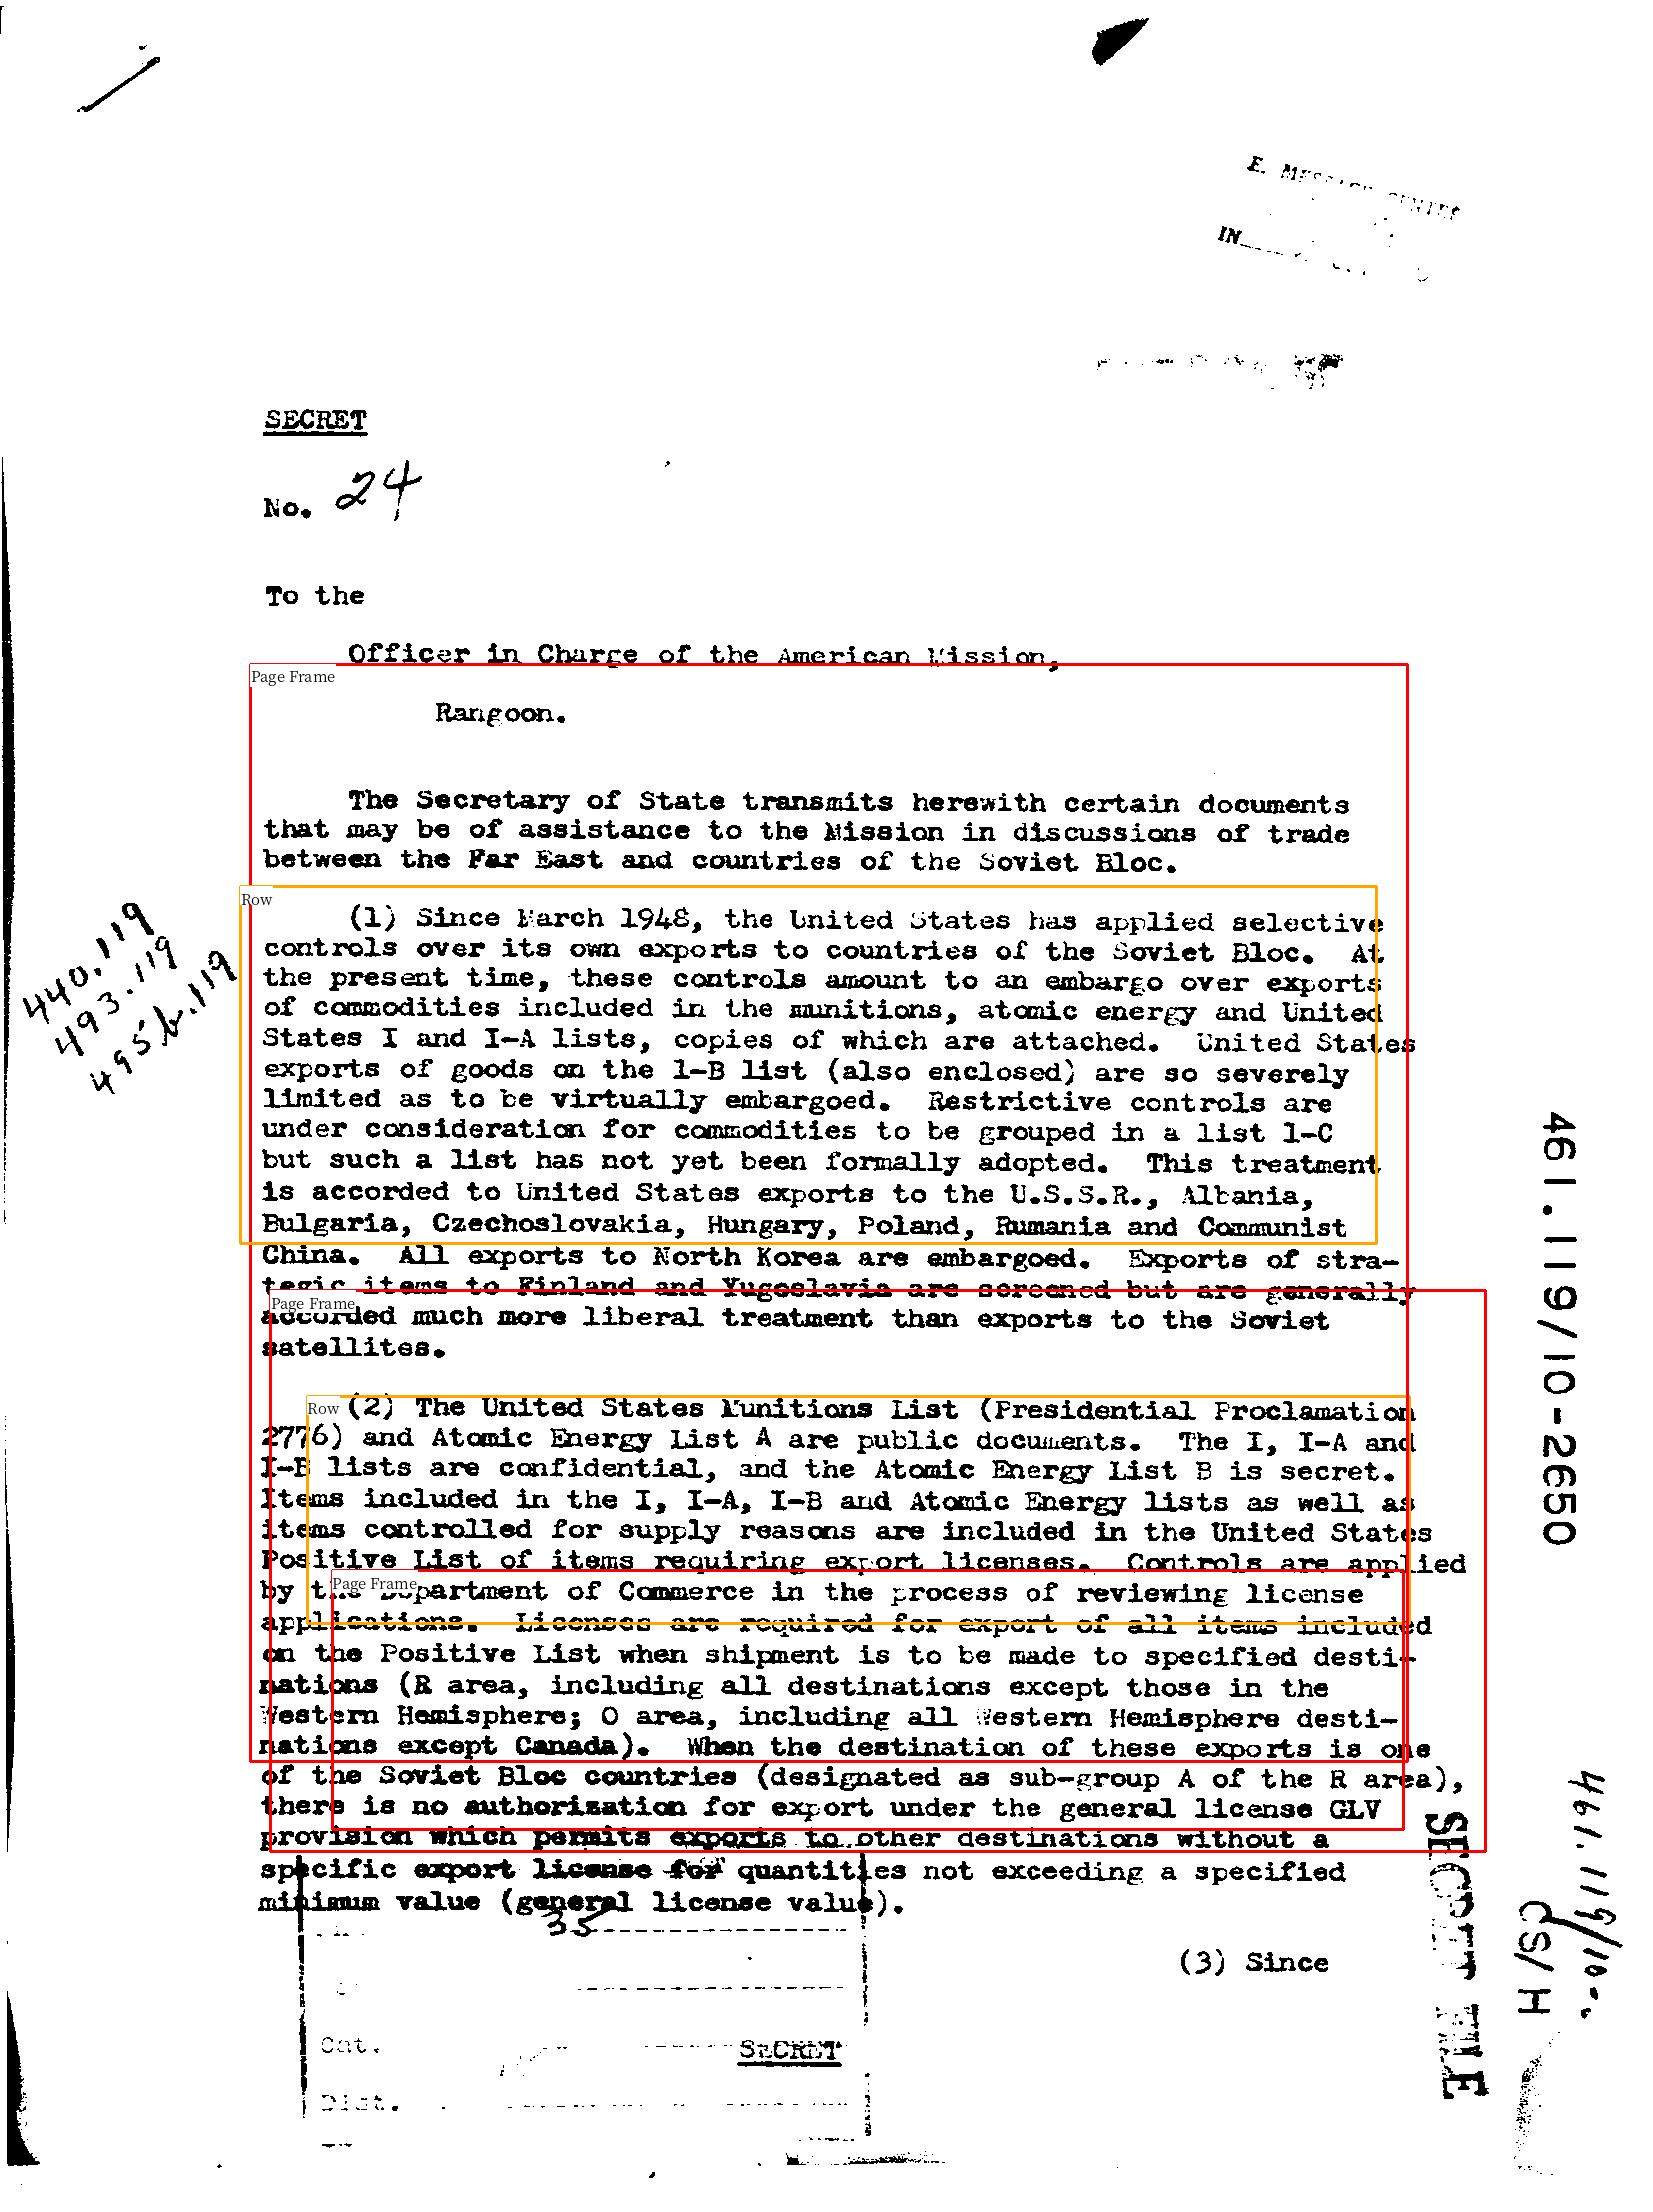 E.
IN
SECRET
No. 24
To the
Officer in Charge of the American Mission,
Page Frame
Rangoon.
The Secretary of State transmits herewith certain documents
that may be of assistance to the Mission in discussions of trade
between the Far East and countries of the Soviet Bloc.
Row
(1) Since March 1948, the United States has applied selective
controls over its own exports to countries of the Soviet Bloc. At
the present time, these controls amount to an embargo over exports
of commodities included in the munitions, atomic energy and United
States I and I-A lists, copies of which are attached. United States
exports of goods on the 1-B list (also enclosed) are so severely
limited as to be virtually embargoed. Restrictive controls are
under consideration for commodities to be grouped in a list 1-C
but such a list has not yet been formally adopted. This treatment
is accorded to United States exports to the U.S.S.R., Albania,
Bulgaria, Czechoslovakia, Hungary, Poland, Rumania and Communist
China. All exports to North Korea are embargoed. Exports of stra-
tegic items to Finland and Yugoslavia are screened but are generally
Page Frame
accorded much more liberal treatment than exports to the Soviet
satellites.
Row
(2) The United States Munitions List (Presidential Proclamation
2776) and Atomic Energy List A are public documents. The I, I-A and
I-B lists are confidential, and the Atomic Energy List B is secret.
Items included in the I, I-A, I-B and Atomic Energy lists as well as
items controlled for supply reasons are included in the United States
Positive List of items requiring export licenses. Controls are applied
Page Frame
by the Department of Commerce in the process of reviewing license
applications. Licenses are required for export of all items included
on the Positive List when shipment is to be made to specified desti-
nations (R area, including all destinations except those in the
Western Hemisphere; O area, including all Western Hemisphere desti-
nations except Canada). When the destination of these exports is one
of the Soviet Bloc countries (designated as sub-group A of the R area),
there is no authorization for export under the general license GLV
provision which permits exports to other destinations without a
specific export license for quantities not exceeding a specified
minimum value (general license value).
35
(3) Since
Cat.
SECRET
Dist.
440.119
493.119
495b.119
461.119/10-2650
SECRET FILE
461.119/10-
CS/H